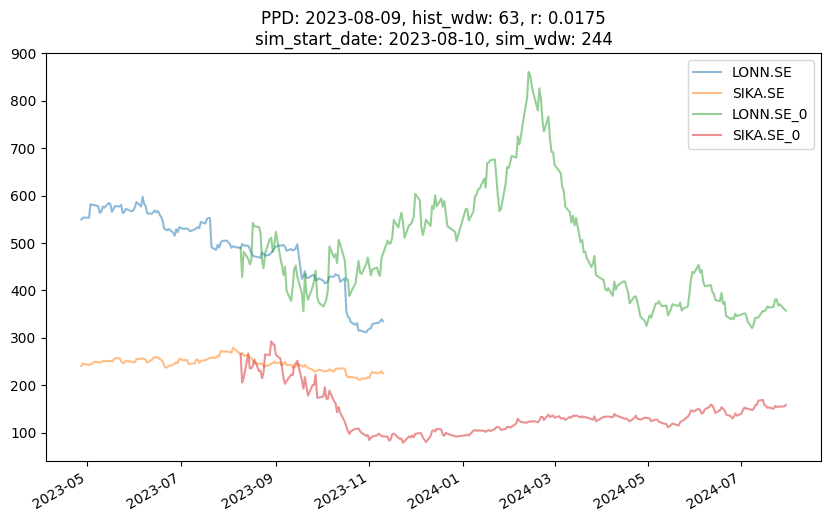 PPD: 2023-08-09, hist_wdw: 63, r: 0.0175
sim_start_date: 2023-08-10, sim_wdw: 244
LONN.SE
SIKA.SE
LONN.SE_0
SIKA.SE_0
900
800
700
600
500
400
300
200
100
2023-05
2023-07
2023-09
2023-11
2024-01
2024-03
2024-05
2024-07